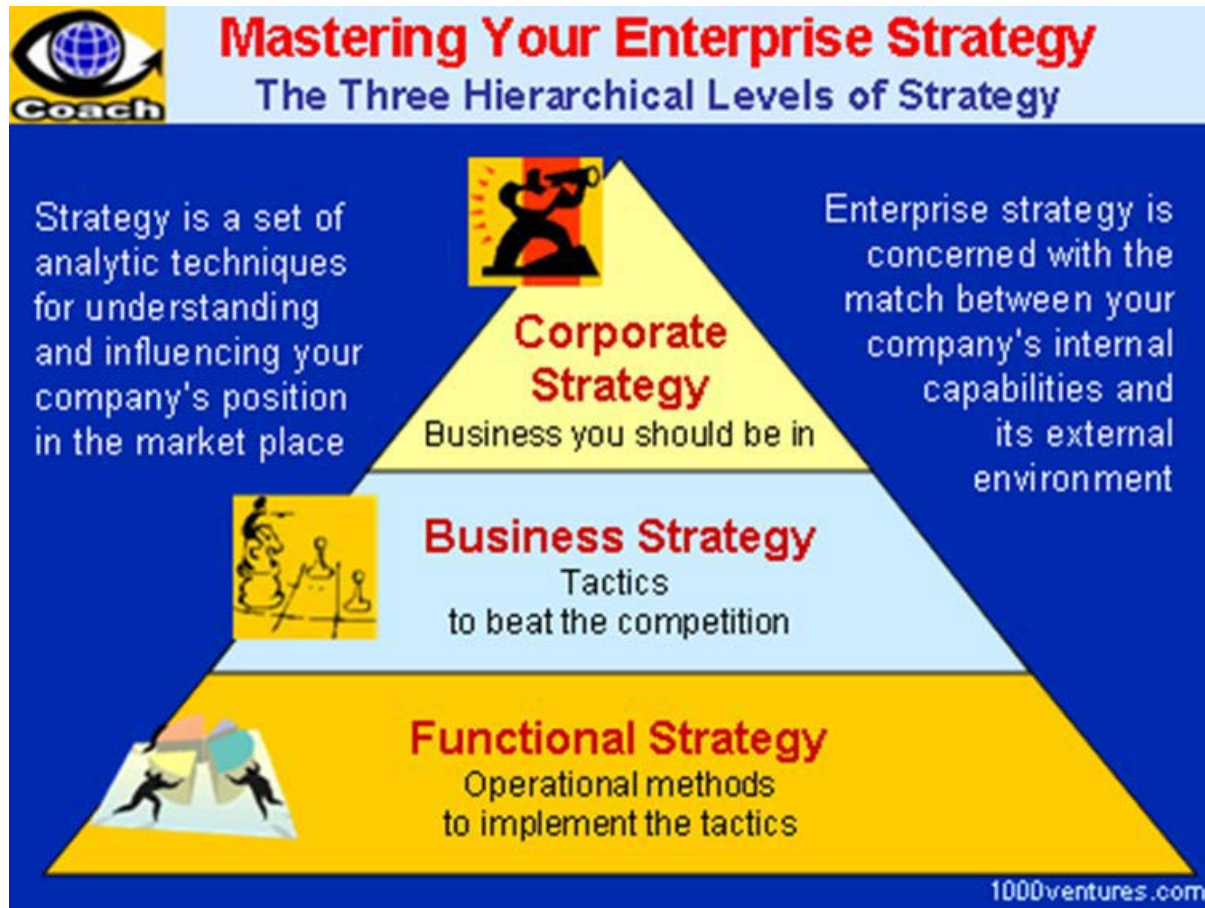 Coach
Mastering Your Enterprise Strategy
The Three Hierarchical Levels of Strategy
Strategy is a set of
analytic techniques
for understanding
and influencing your
company's position
in the market place
Enterprise strategy is
concerned with the
match between your
company's internal
capabilities and
its external
environment
Corporate
Strategy
Business you should be in
Business Strategy
Tactics
to beat the competition
Functional Strategy
Operational methods
to implement the tactics
1000ventures.com